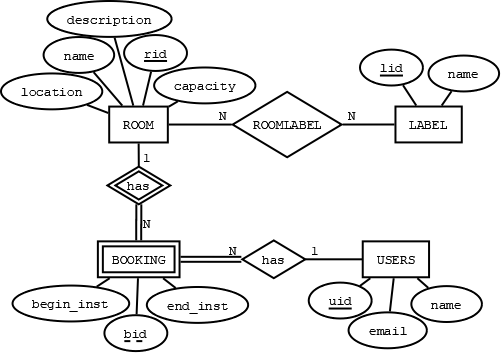 description
name
rid
lid
name
location
capacity
ROOM
N
ROOMLABEL
N
LABEL
1
has
N
BOOKING
N
has
1
USERS
begin_inst
end_inst
uid
name
bid
email